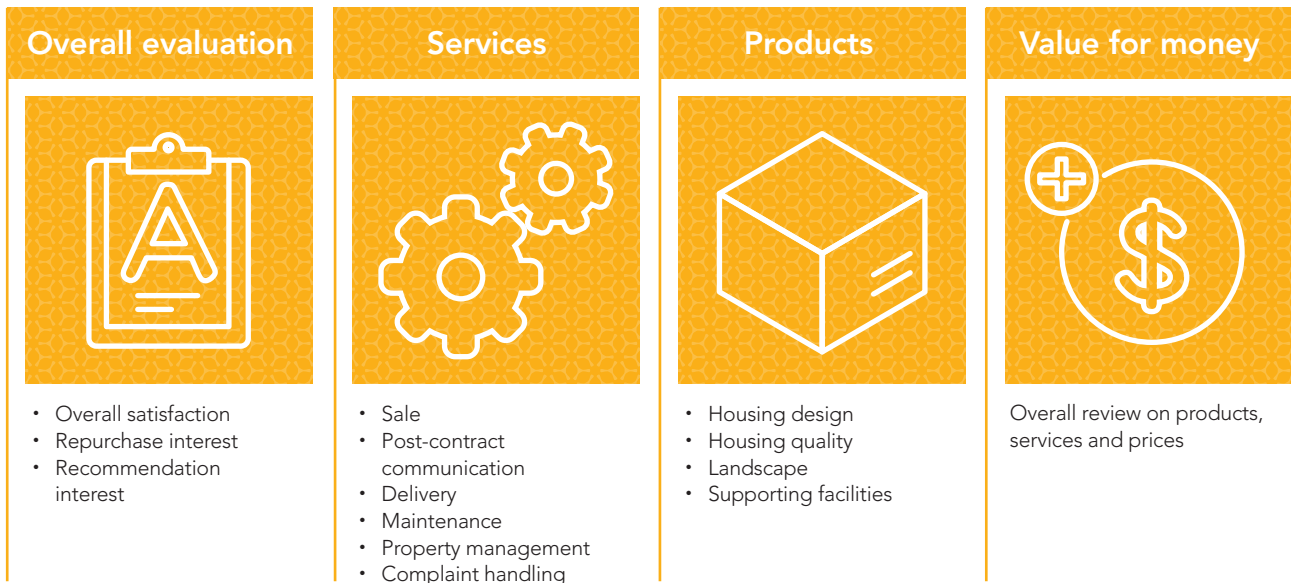 Overall evaluation
A
• Overall satisfaction
• Repurchase interest
• Recommendation
interest
Services
• Sale
• Post-contract
communication
• Delivery
• Maintenance
• Property management
• Complaint handling
Products
• Housing design
• Housing quality
• Landscape
• Supporting facilities
Value for money
$
Overall review on products,
services and prices